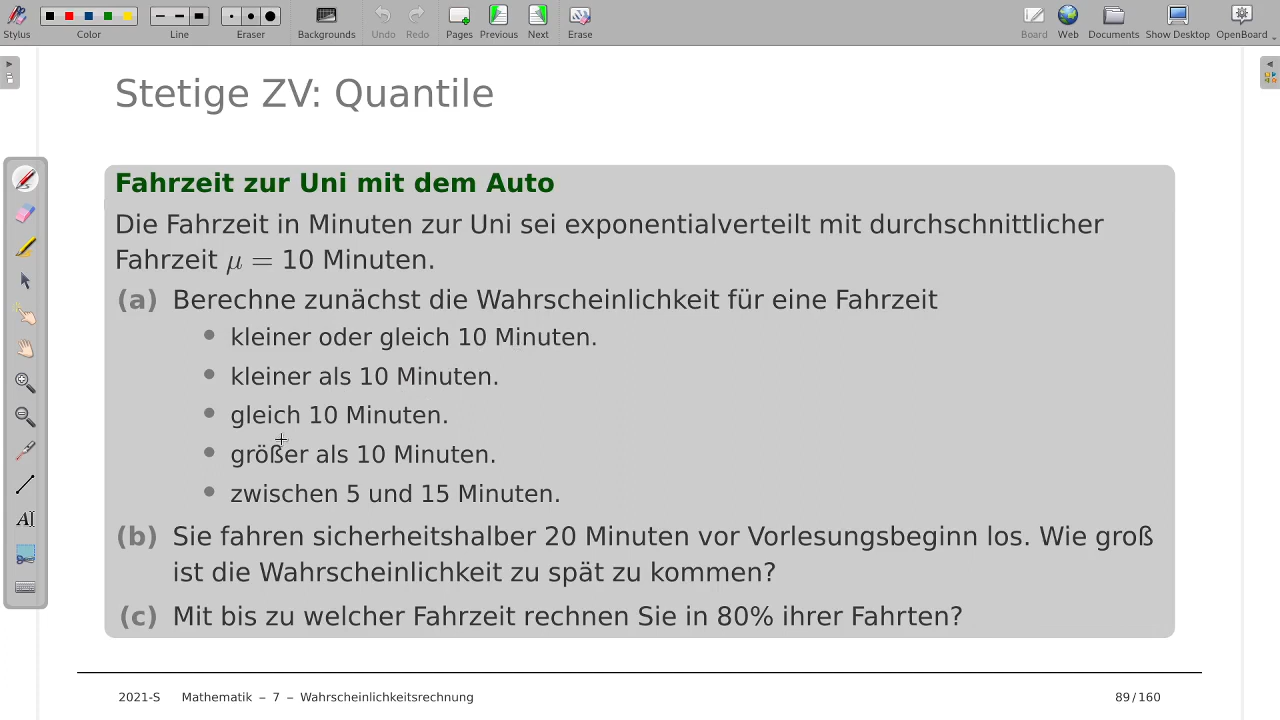 Stylus
Color
Line
Eraser
Backgrounds
Undo
Redo
Pages
Previous
Next
Erase
Board
Web
Documents
Show Desktop
OpenBoard
Stetige ZV: Quantile
Fahrzeit zur Uni mit dem Auto
Die Fahrzeit in Minuten zur Uni sei exponentialverteilt mit durchschnittlicher
Fahrzeit μ = 10 Minuten.
(a) Berechne zunächst die Wahrscheinlichkeit für eine Fahrzeit
• kleiner oder gleich 10 Minuten.
• kleiner als 10 Minuten.
• gleich 10 Minuten.
• größer als 10 Minuten.
• zwischen 5 und 15 Minuten.
(b) Sie fahren sicherheitshalber 20 Minuten vor Vorlesungsbeginn los. Wie groß
ist die Wahrscheinlichkeit zu spät zu kommen?
(c) Mit bis zu welcher Fahrzeit rechnen Sie in 80% ihrer Fahrten?
2021-S Mathematik – 7 – Wahrscheinlichkeitsrechnung 89/160